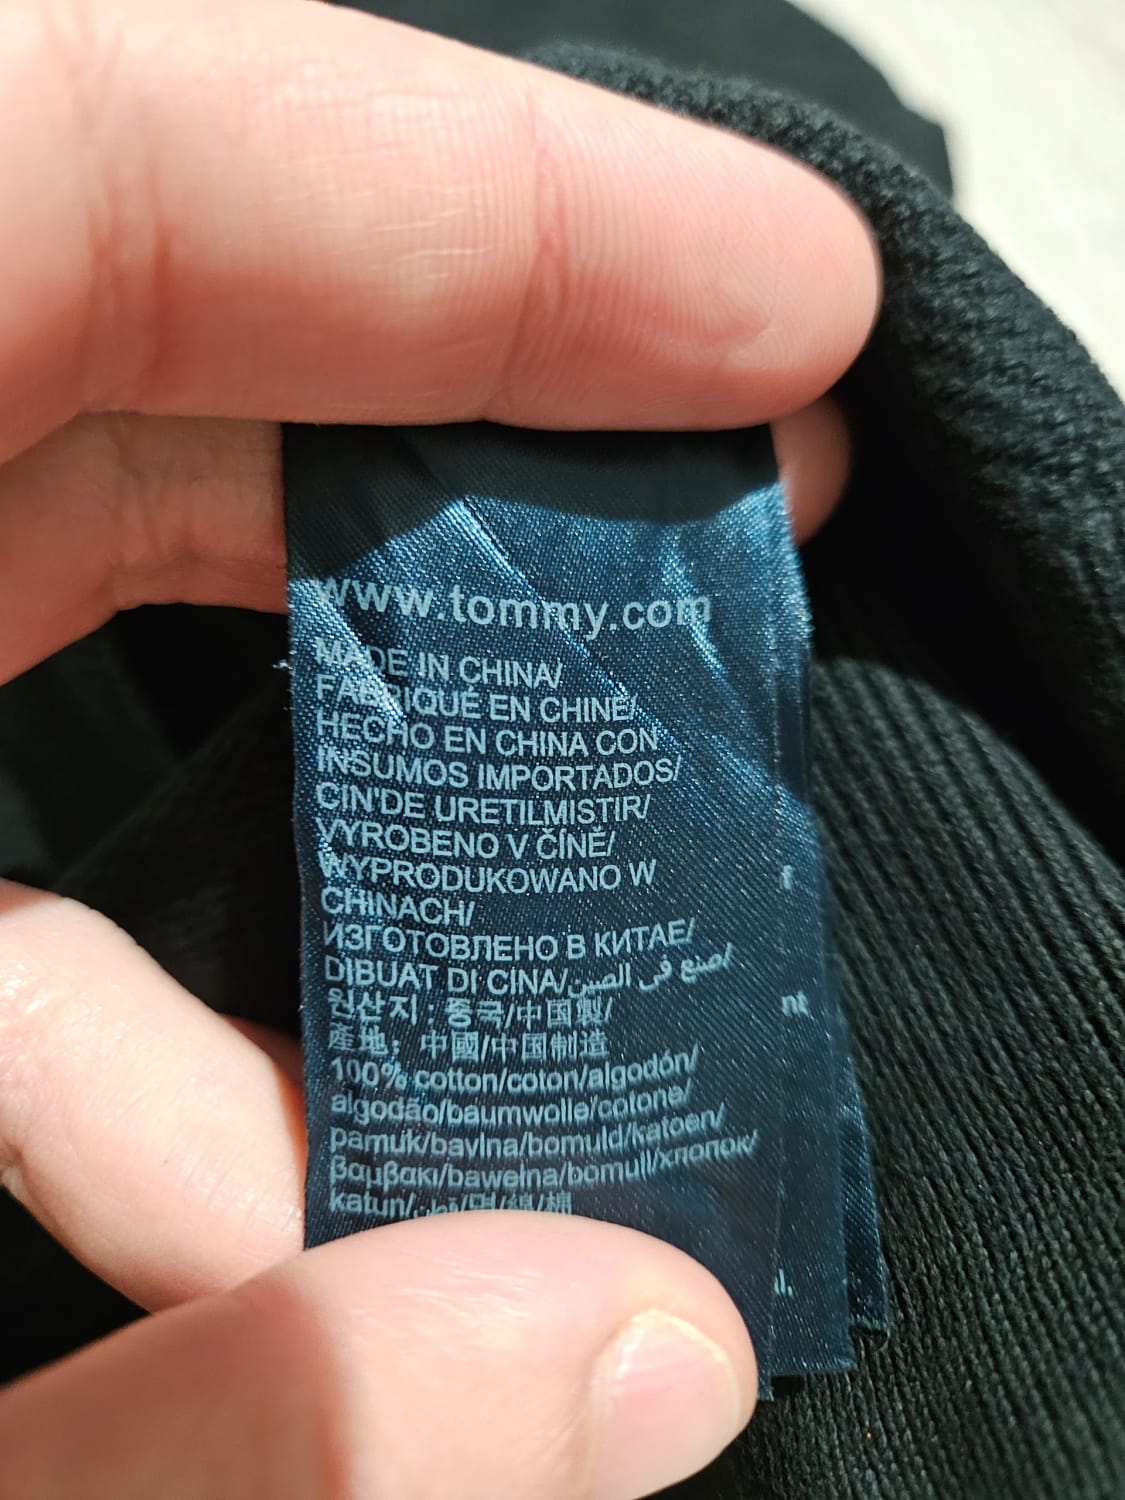 www.tommy.com
MADE IN CHINA/
FABRIQUÉ EN CHINE/
HECHO EN CHINA CON
INSUMOS IMPORTADOS/
CIN'DE URETILMISTIR/
VYROBENO V ČÍNĚ/
WYPRODUKOWANO W
CHINACH/
ИЗГОТОВЛЕНО В КИТАЕ/
DIBUAT DI CINA/صنع في الصين/
원산지 : 중국/中国製/
產地: 中國/中国制造
100% cotton/coton/algodón/
algodão/baumwolle/cotone/
pamuk/bavlna/bomuld/katoen/
βαμβακι/bawełna/bomull/хлопок/
katun/
nt